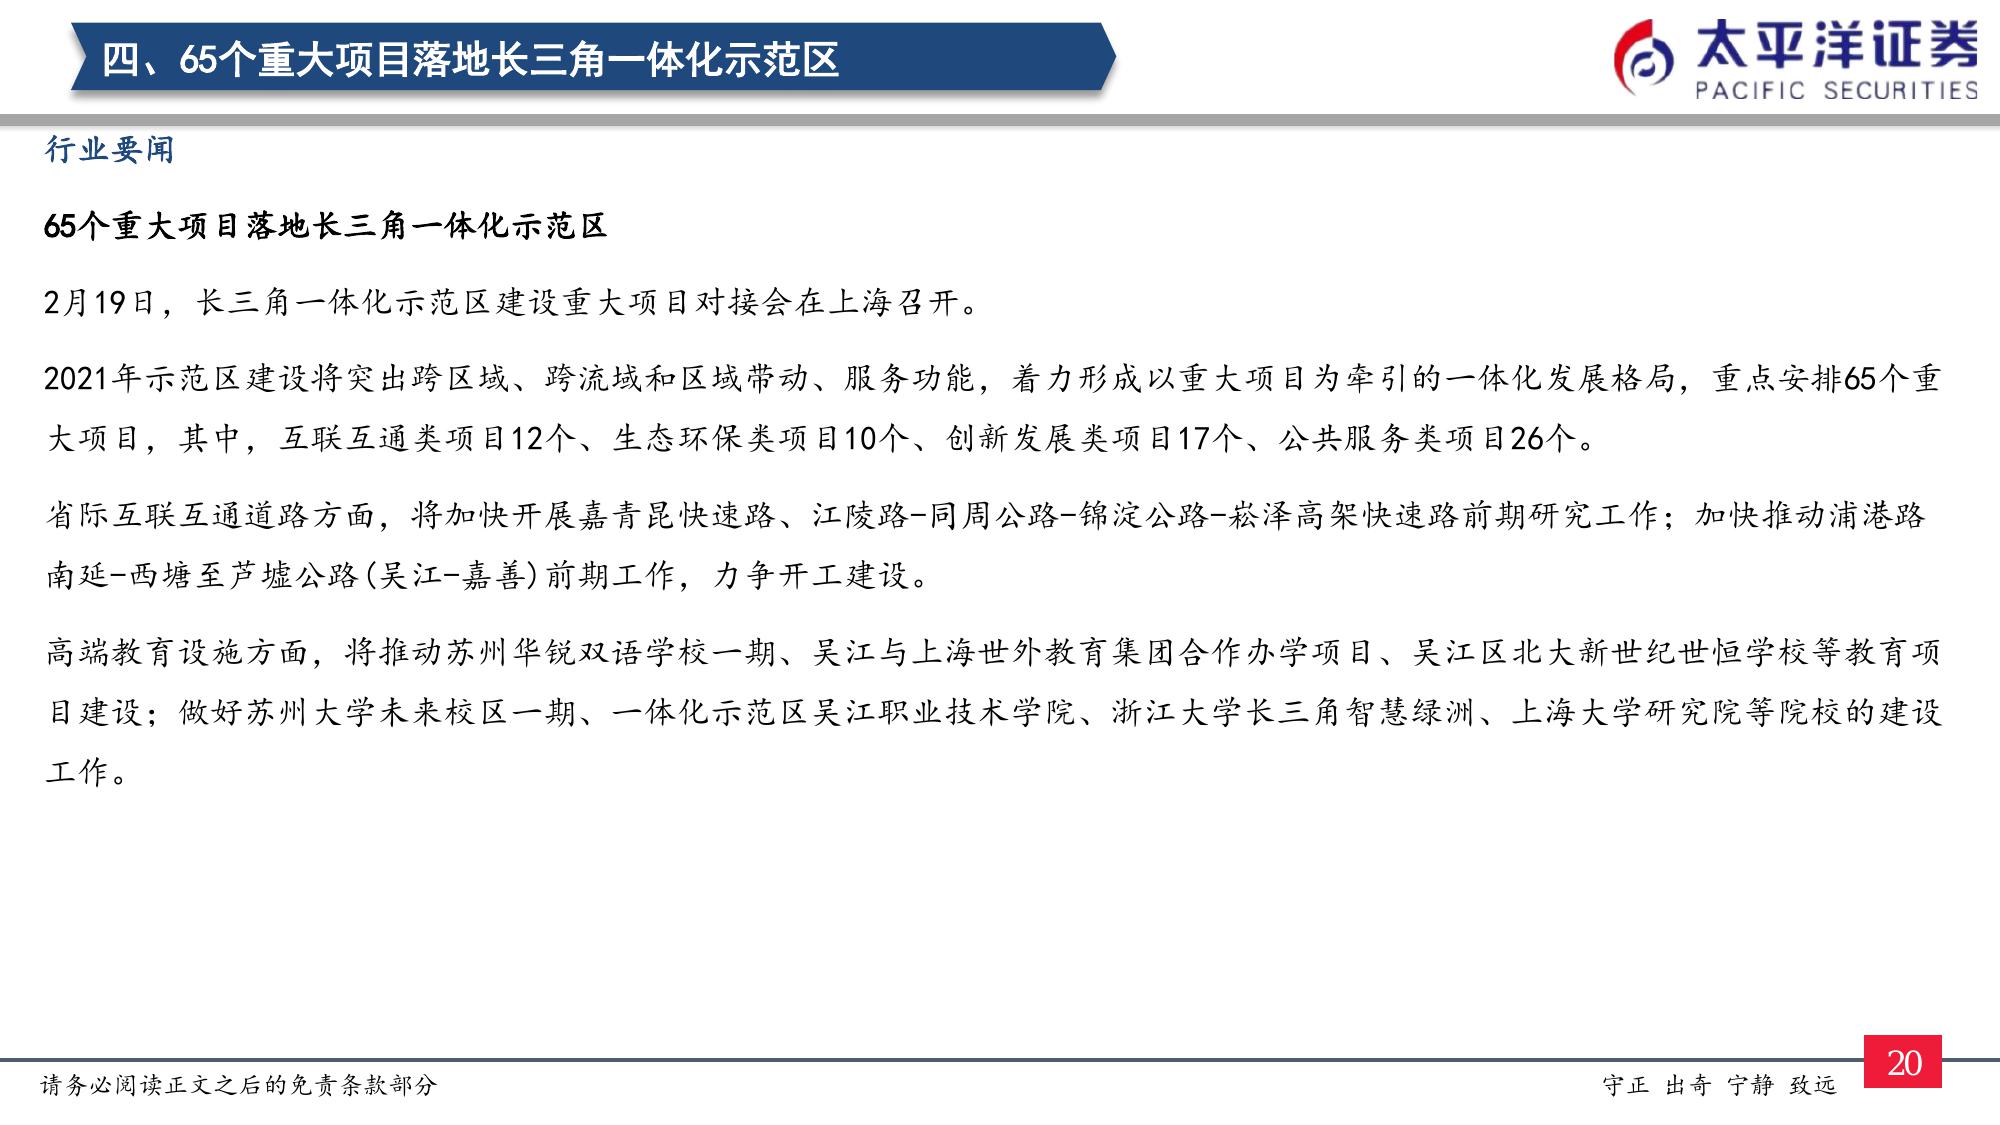 四、65个重大项目落地长三角一体化示范区
太平洋证券
PACIFIC SECURITIES
行业要闻
65个重大项目落地长三角一体化示范区
2月19日，长三角一体化示范区建设重大项目对接会在上海召开。
2021年示范区建设将突出跨区域、跨流域和区域带动、服务功能，着力形成以重大项目为牵引的一体化发展格局，重点安排65个重
大项目，其中，互联互通类项目12个、生态环保类项目10个、创新发展类项目17个、公共服务类项目26个。
省际互联互通道路方面，将加快开展嘉青昆快速路、江陵路-同周公路-锦淀公路-崧泽高架快速路前期研究工作；加快推动浦港路
南延-西塘至芦墟公路(吴江-嘉善)前期工作，力争开工建设。
高端教育设施方面，将推动苏州华锐双语学校一期、吴江与上海世外教育集团合作办学项目、吴江区北大新世纪世恒学校等教育项
目建设；做好苏州大学未来校区一期、一体化示范区吴江职业技术学院、浙江大学长三角智慧绿洲、上海大学研究院等院校的建设
工作。
请务必阅读正文之后的免责条款部分
守正 出奇 宁静 致远
20